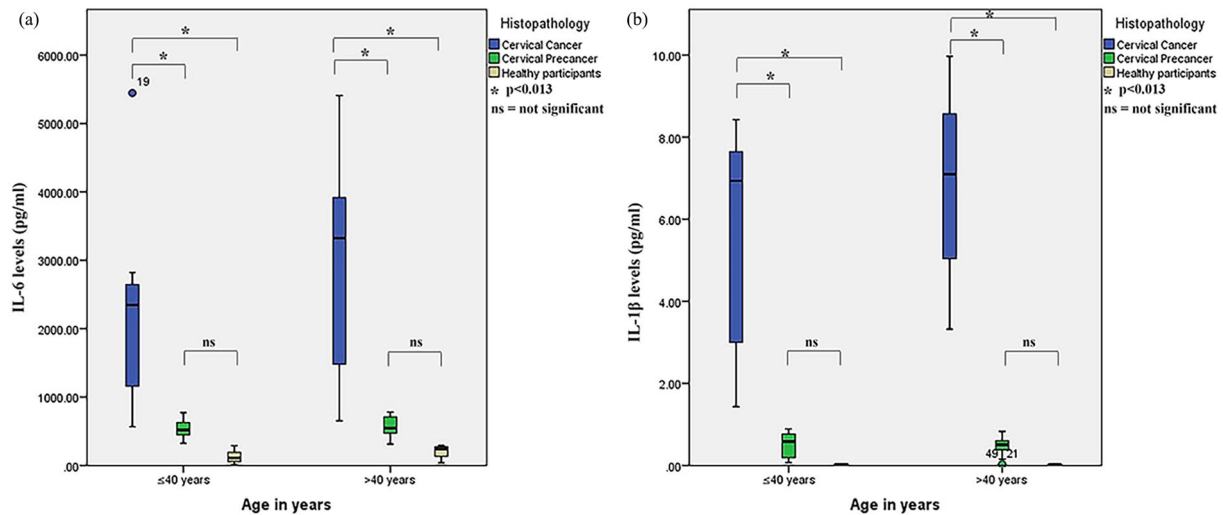 (a)
IL-6 levels (pg/ml)
6000.00
5000.00
4000.00
3000.00
2000.00
1000.00
.00
*
*
19
ns
*
*
ns
≤40 years
>40 years
Age in years
Histopathology
Cervical Cancer
Cervical Precancer
Healthy participants
* p<0.013
ns = not significant
(b)
IL-1β levels (pg/ml)
10.00
8.00
6.00
4.00
2.00
.00
*
*
ns
*
*
ns
49 21
≤40 years
>40 years
Age in years
Histopathology
Cervical Cancer
Cervical Precancer
Healthy participants
* p<0.013
ns = not significant